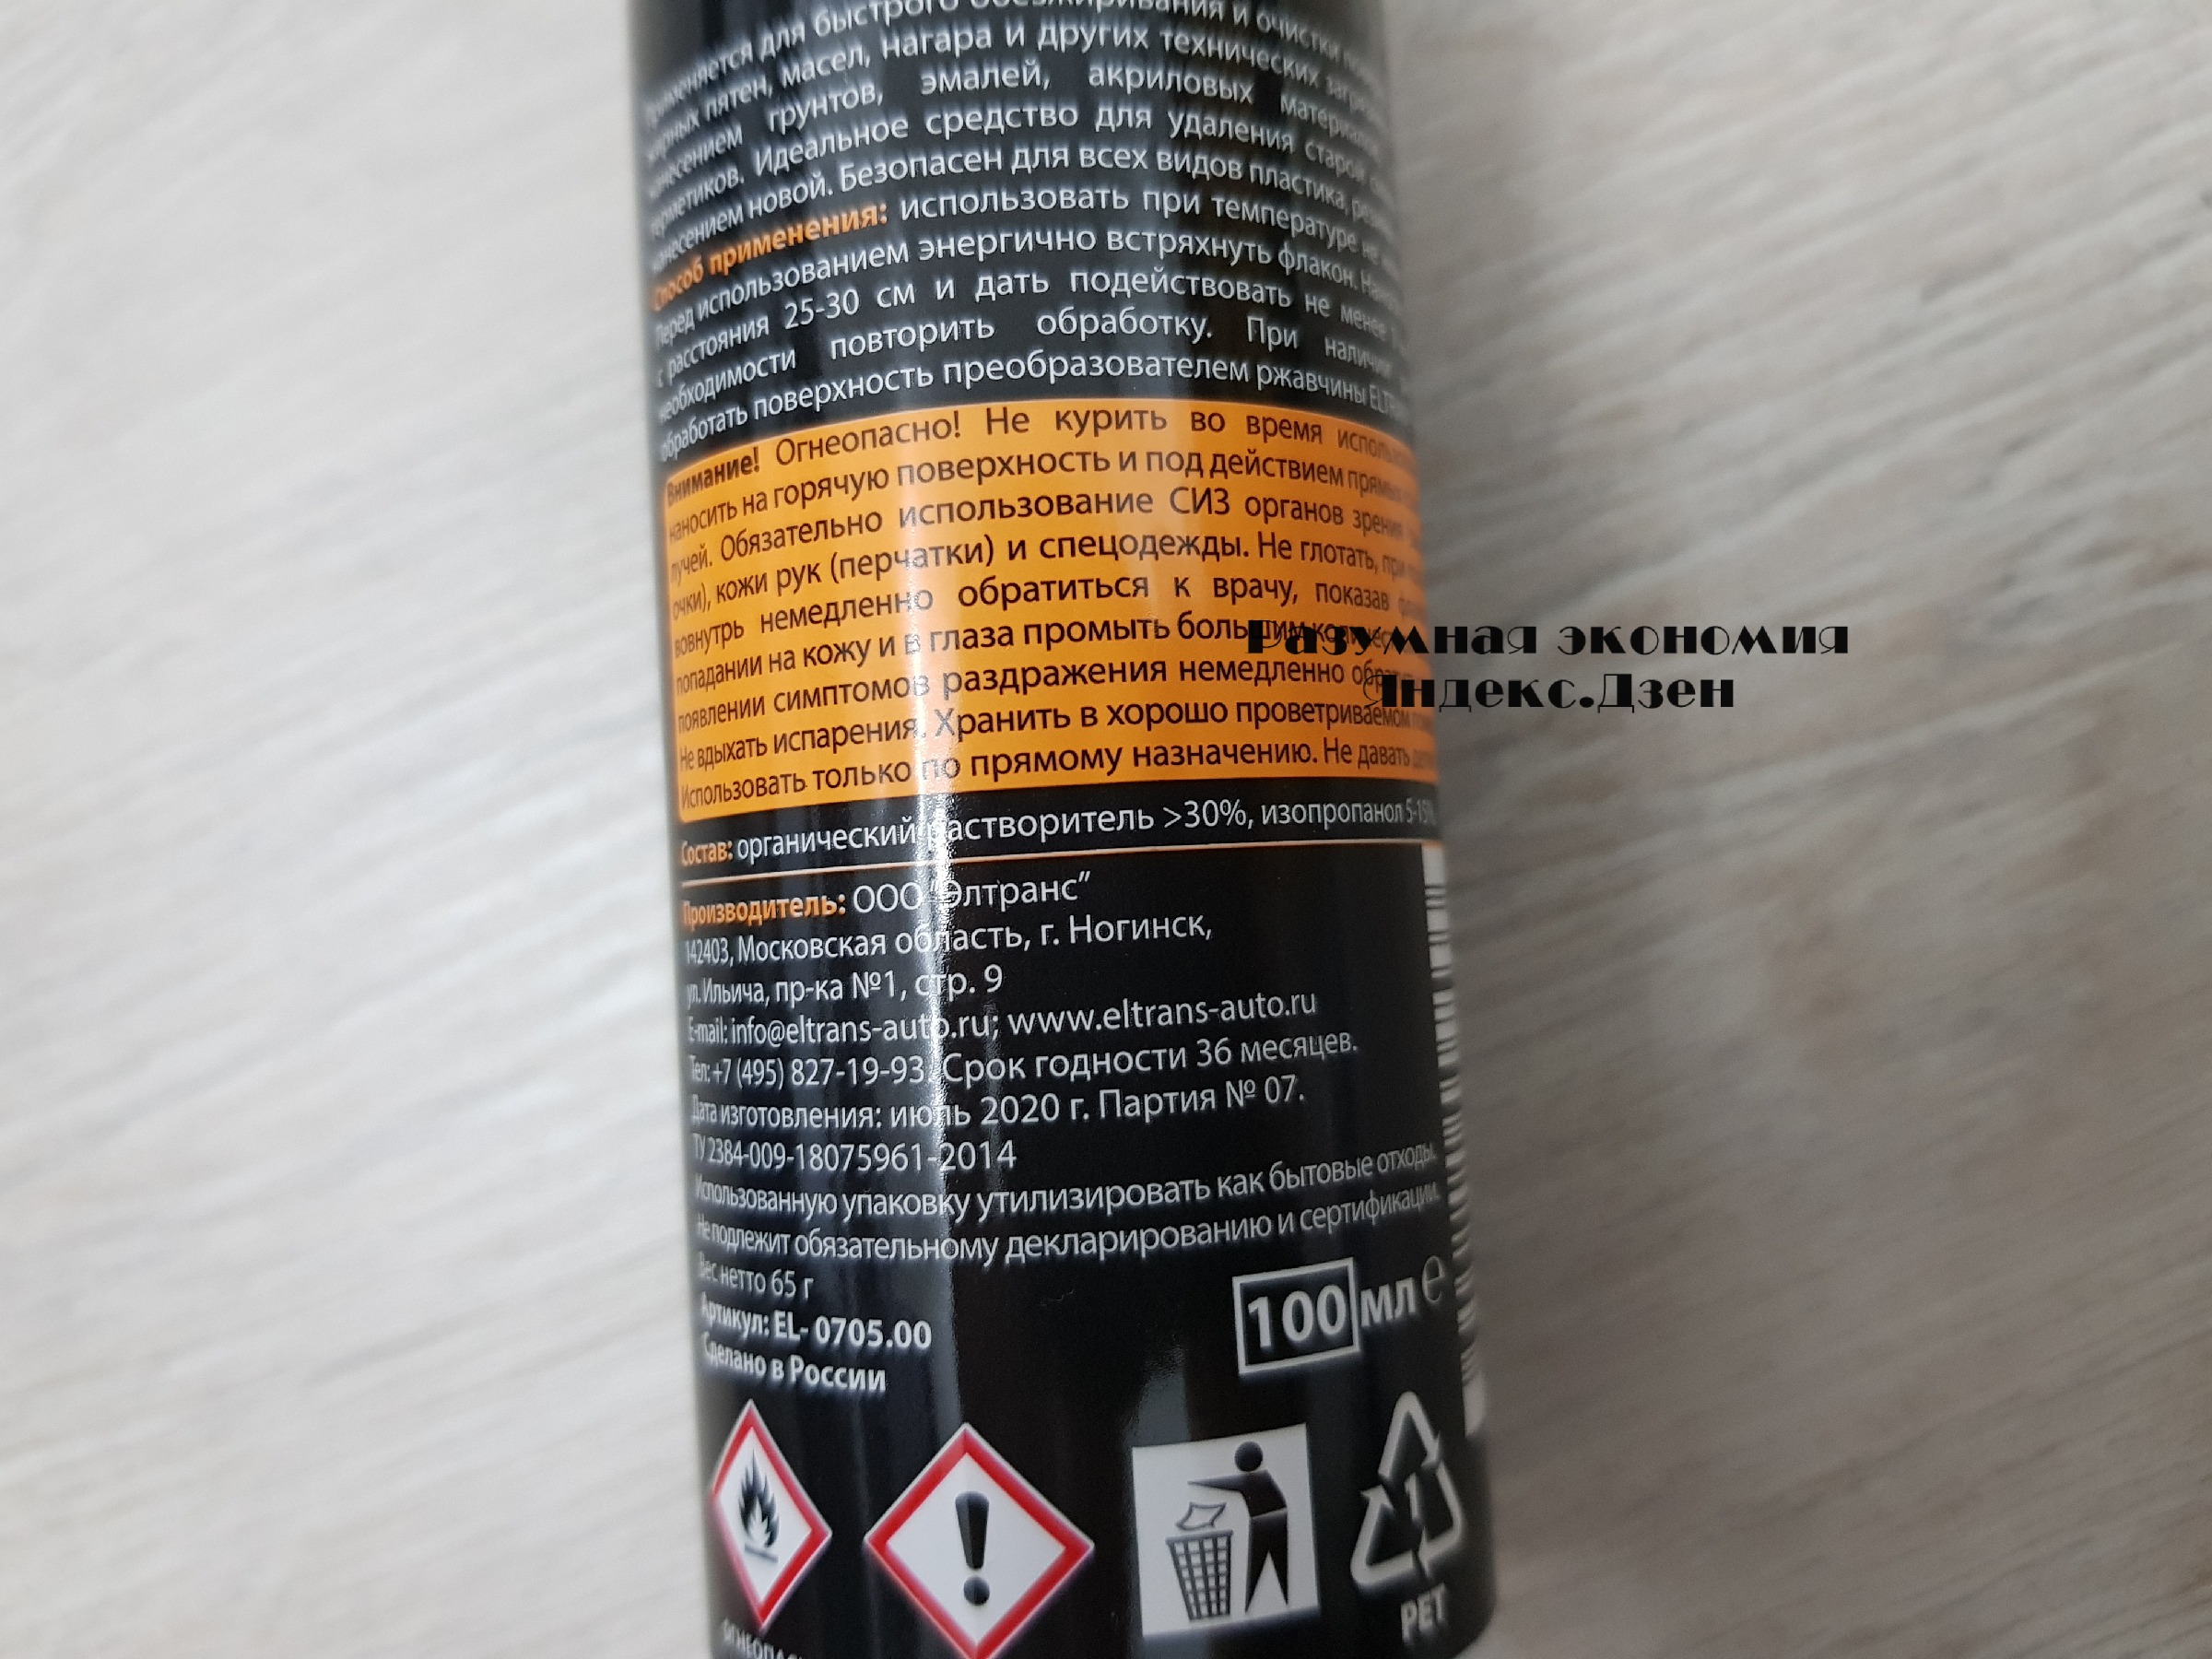 Применяется для быстрого обезжиривания и очистки
жирных пятен, масел, нагара и других технических
нанесением грунтов, эмалей, акриловых
герметиков. Идеальное средство для удаления старой
нанесением новой. Безопасен для всех видов пластика,
Способ применения: использовать при температуре не
Перед использованием энергично встряхнуть флакон.
с расстояния 25-30 см и дать подействовать не менее
необходимости повторить обработку. При наличии
обработать поверхность преобразователем ржавчины
Внимание! Огнеопасно! Не курить во время
наносить на горячую поверхность и под действием прямых
лучей. Обязательно использование СИЗ органов зрения
очки), кожи рук (перчатки) и спецодежды. Не глотать, при
вовнутрь немедленно обратиться к врачу, показав
попадании на кожу и в глаза промыть большим
появлении симптомов раздражения немедленно
Не вдыхать испарения. Хранить в хорошо проветриваемом
Использовать только по прямому назначению. Не давать
Состав: органический растворитель >30%, изопропанол 5-15%
Производитель: ООО "Элтранс"
142403, Московская область, г. Ногинск,
ул. Ильича, пр-ка №1, стр. 9
E-mail: info@eltrans-auto.ru; www.eltrans-auto.ru
Тел: +7 (495) 827-19-93. Срок годности 36 месяцев.
Дата изготовления: июль 2020 г. Партия № 07.
ТУ 2384-009-18075961-2014
Использованную упаковку утилизировать как бытовые отходы.
Не подлежит обязательному декларированию и сертификации.
Вес нетто 65 г
Артикул: EL- 0705.00
Сделано в России
100 мл ℮
1
PET
Разумная экономия
Яндекс.Дзен